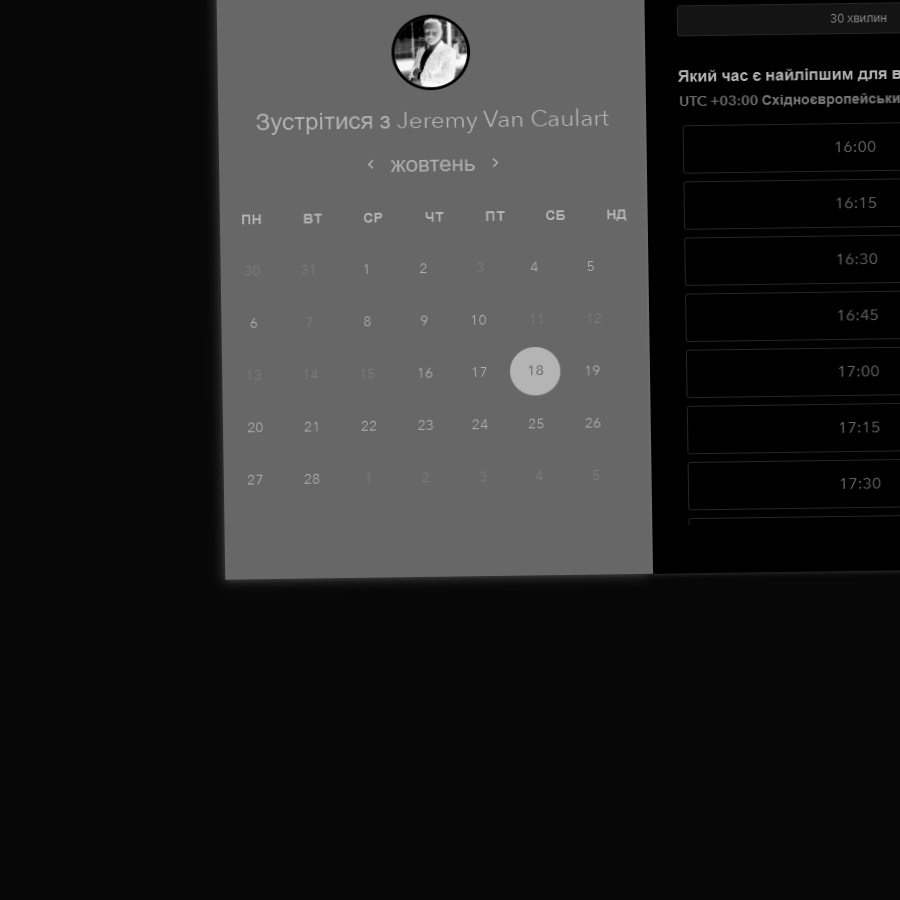 Зустрітися з Jeremy Van Caulart
‹ жовтень ›
ПН ВТ СР ЧТ ПТ СБ НД
30 31 1 2 3 4 5
6 7 8 9 10 11 12
13 14 15 16 17 18 19
20 21 22 23 24 25 26
27 28 1 2 3 4 5
30 хвилин
Який час є найліпшим для
UTC +03:00
16:00
16:15
16:30
16:45
17:00
17:15
17:30